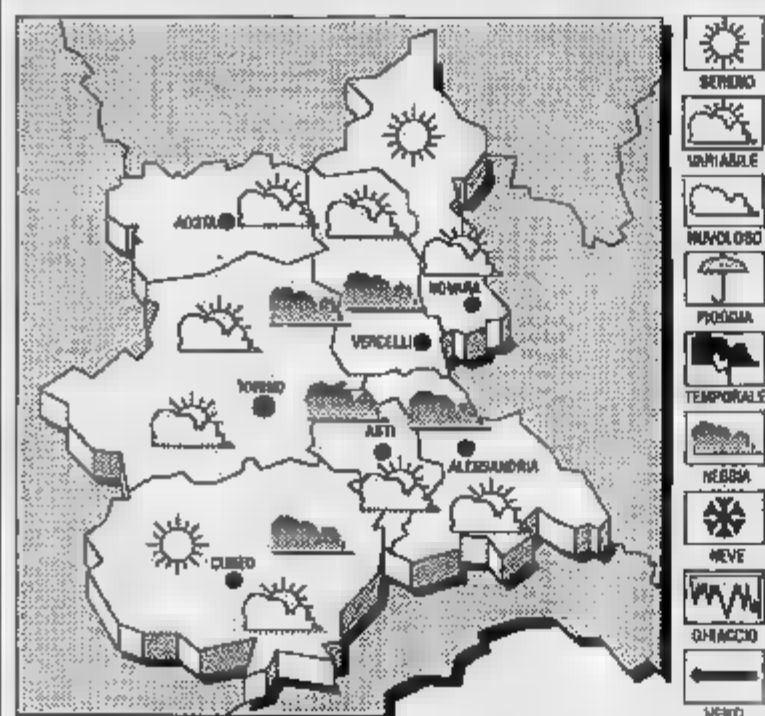 SERENO
VARIABILE
NUVOLOSO
PIOGGIA
TEMPORALE
NEBBIA
NEVE
GHIACCIO
VENTO
AOSTA
NOVARA
VERCELLI
TORINO
ASTI
ALESSANDRIA
CUNEO